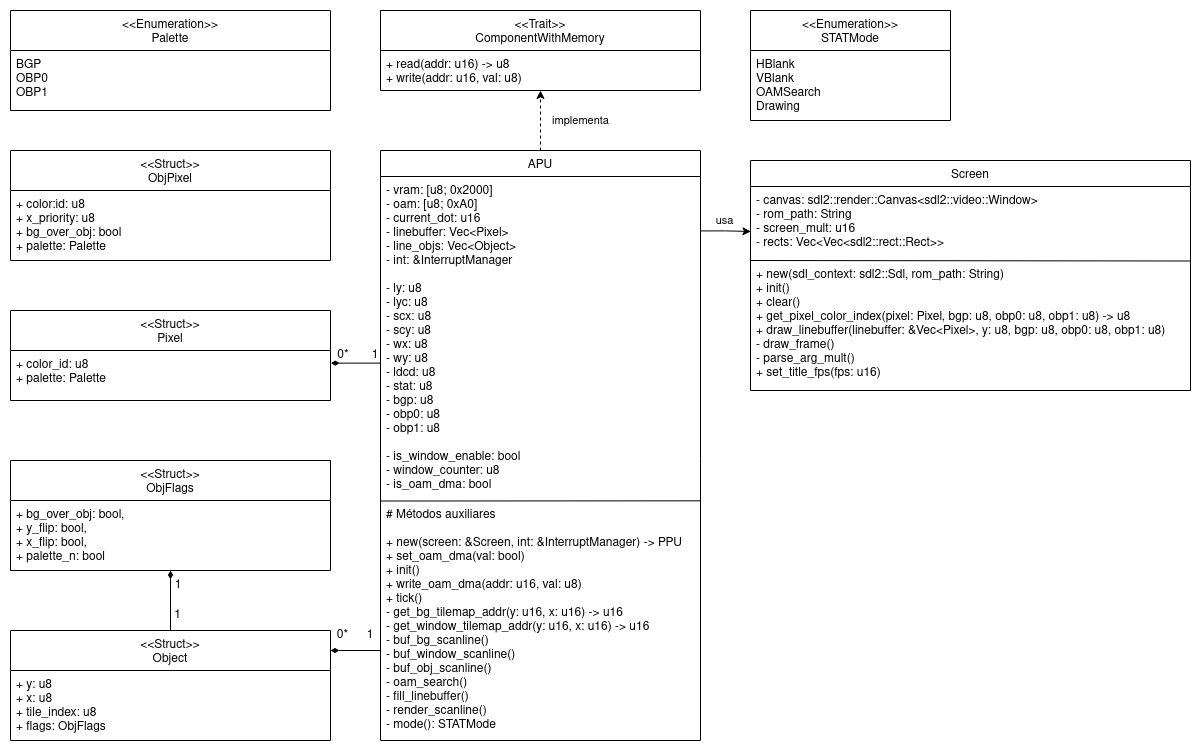 <<Enumeration>>
Palette
BGP
OBP0
OBP1
<<Trait>>
ComponentWithMemory
+ read(addr: u16) -> u8
+ write(addr: u16, val: u8)
<<Enumeration>>
STATMode
HBlank
VBlank
OAMSearch
Drawing
implementa
<<Struct>>
ObjPixel
+ color:id: u8
+ x_priority: u8
+ bg_over_obj: bool
+ palette: Palette
<<Struct>>
Pixel
+ color_id: u8
+ palette: Palette
0*
1
<<Struct>>
ObjFlags
+ bg_over_obj: bool,
+ y_flip: bool,
+ x_flip: bool,
+ palette_n: bool
1
1
<<Struct>>
Object
+ y: u8
+ x: u8
+ tile_index: u8
+ flags: ObjFlags
0*
1
APU
- vram: [u8; 0x2000]
- oam: [u8; 0xA0]
- current_dot: u16
- linebuffer: Vec<Pixel>
- line_objs: Vec<Object>
- int: &InterruptManager
- ly: u8
- lyc: u8
- scx: u8
- scy: u8
- wx: u8
- wy: u8
- ldcd: u8
- stat: u8
- bgp: u8
- obp0: u8
- obp1: u8
- is_window_enable: bool
- window_counter: u8
- is_oam_dma: bool
# Métodos auxiliares
+ new(screen: &Screen, int: &InterruptManager) -> PPU
+ set_oam_dma(val: bool)
+ init()
+ write_oam_dma(addr: u16, val: u8)
+ tick()
- get_bg_tilemap_addr(y: u16, x: u16) -> u16
- get_window_tilemap_addr(y: u16, x: u16) -> u16
- buf_bg_scanline()
- buf_window_scanline()
- buf_obj_scanline()
- oam_search()
- fill_linebuffer()
- render_scanline()
- mode(): STATMode
usa
Screen
- canvas: sdl2::render::Canvas<sdl2::video::Window>
- rom_path: String
- screen_mult: u16
- rects: Vec<Vec<sdl2::rect::Rect>>
+ new(sdl_context: sdl2::Sdl, rom_path: String)
+ init()
+ clear()
+ get_pixel_color_index(pixel: Pixel, bgp: u8, obp0: u8, obp1: u8) -> u8
+ draw_linebuffer(linebuffer: &Vec<Pixel>, y: u8, bgp: u8, obp0: u8, obp1: u8)
- draw_frame()
- parse_arg_mult()
+ set_title_fps(fps: u16)